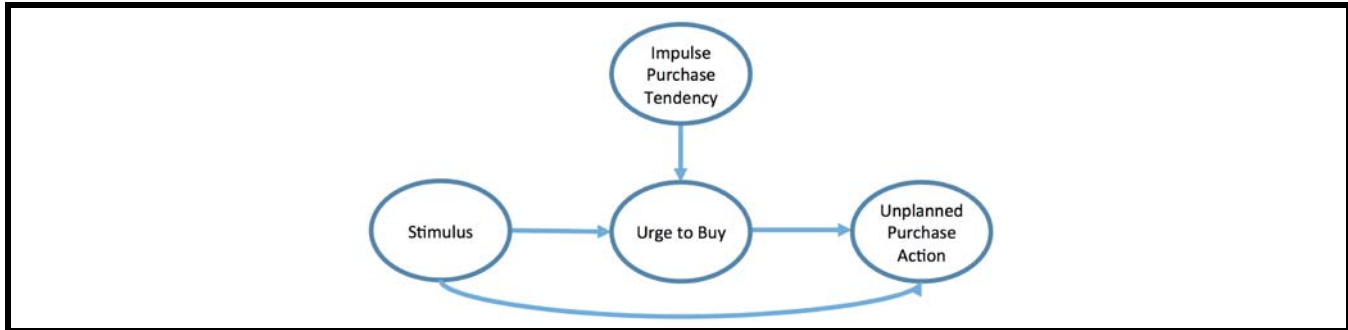 Impulse
Purchase
Tendency
Stimulus
Urge to Buy
Unplanned
Purchase
Action